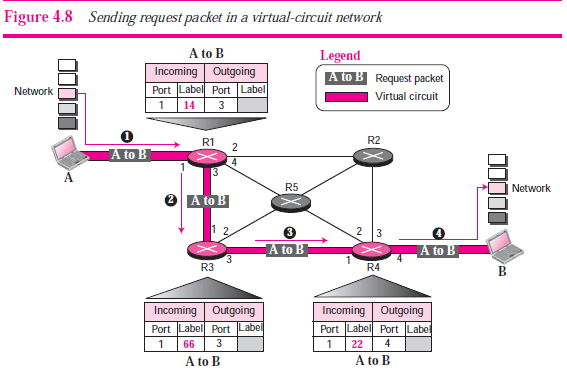 Figure 4.8 Sending request packet in a virtual-circuit network
A to B
Incoming Outgoing
Port Label Port Label
1 14 3
Legend
A to B Request packet
Virtual circuit
Network
1
A to B
A
R1
1
2
4
3
R2
R5
2
A to B
1 2
3
R3
3
A to B
2 3
1
4
R4
4
A to B
Network
B
Incoming Outgoing
Port Label Port Label
1 66 3
A to B
Incoming Outgoing
Port Label Port Label
1 22 4
A to B